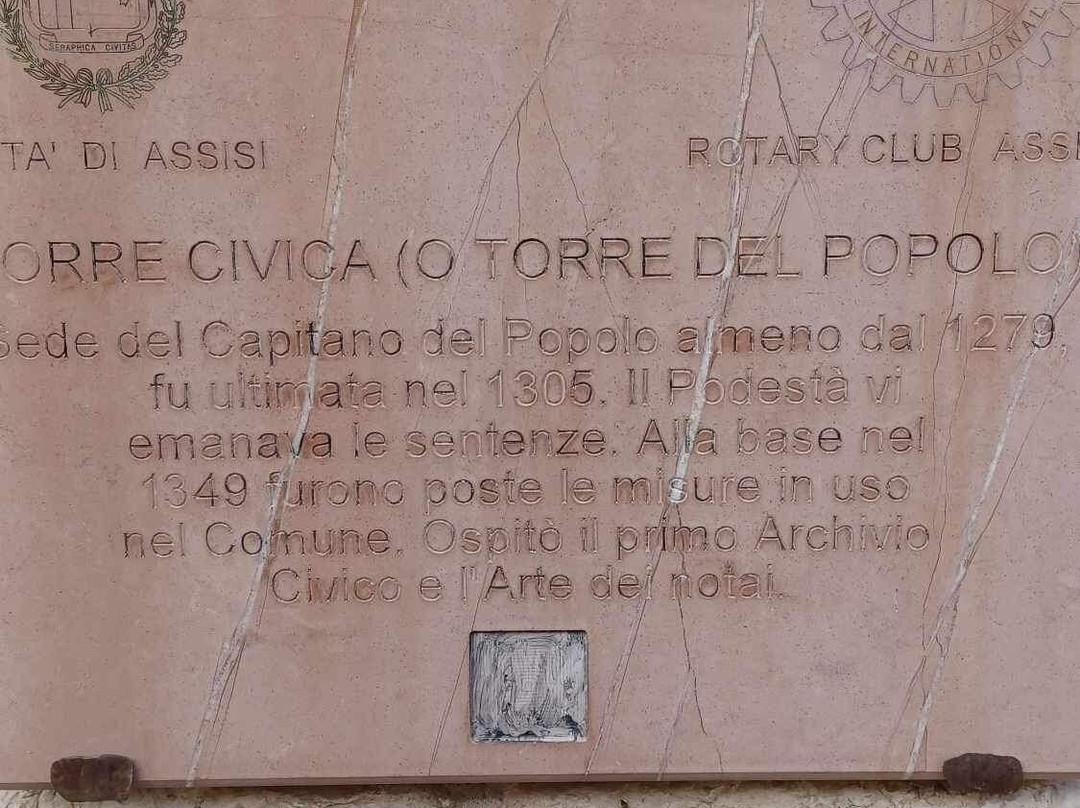 SERAPHICA CIVITAS
INTERNATIONAL
TA' DI ASSISI
ROTARY CLUB ASSI
ORRE CIVICA (O TORRE DEL POPOLO)
Sede del Capitano del Popolo almeno dal 1279,
fu ultimata nel 1305. Il Podestà vi
emanava le sentenze. Alla base nel
1349 furono poste le misure in uso
nel Comune. Ospitò il primo Archivio
Civico e l'Arte dei notai.